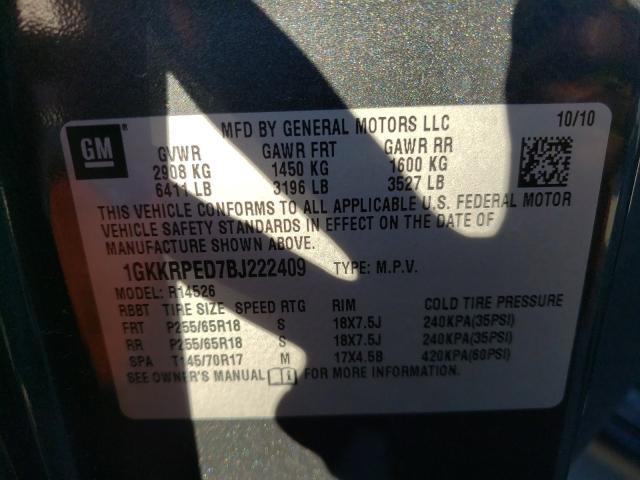 MFD BY GENERAL MOTORS LLC 10/10
GM
GVWR GAWR FRT GAWR RR
2908 KG 1450 KG 1600 KG
6411 LB 3196 LB 3527 LB
THIS VEHICLE CONFORMS TO ALL APPLICABLE U.S. FEDERAL MOTOR
VEHICLE SAFETY STANDARDS IN EFFECT ON THE DATE OF
MANUFACTURE SHOWN ABOVE.
1GKKRPED7BJ222409 TYPE: M.P.V.
MODEL: R14526
RBBT TIRE SIZE SPEED RTG RIM COLD TIRE PRESSURE
FRT P255/65R18 S 18X7.5J 240KPA(35PSI)
RR P255/65R18 S 18X7.5J 240KPA(35PSI)
SPA T145/70R17 M 17X4.5B 420KPA(60PSI)
SEE OWNER'S MANUAL FOR MORE INFORMATION.